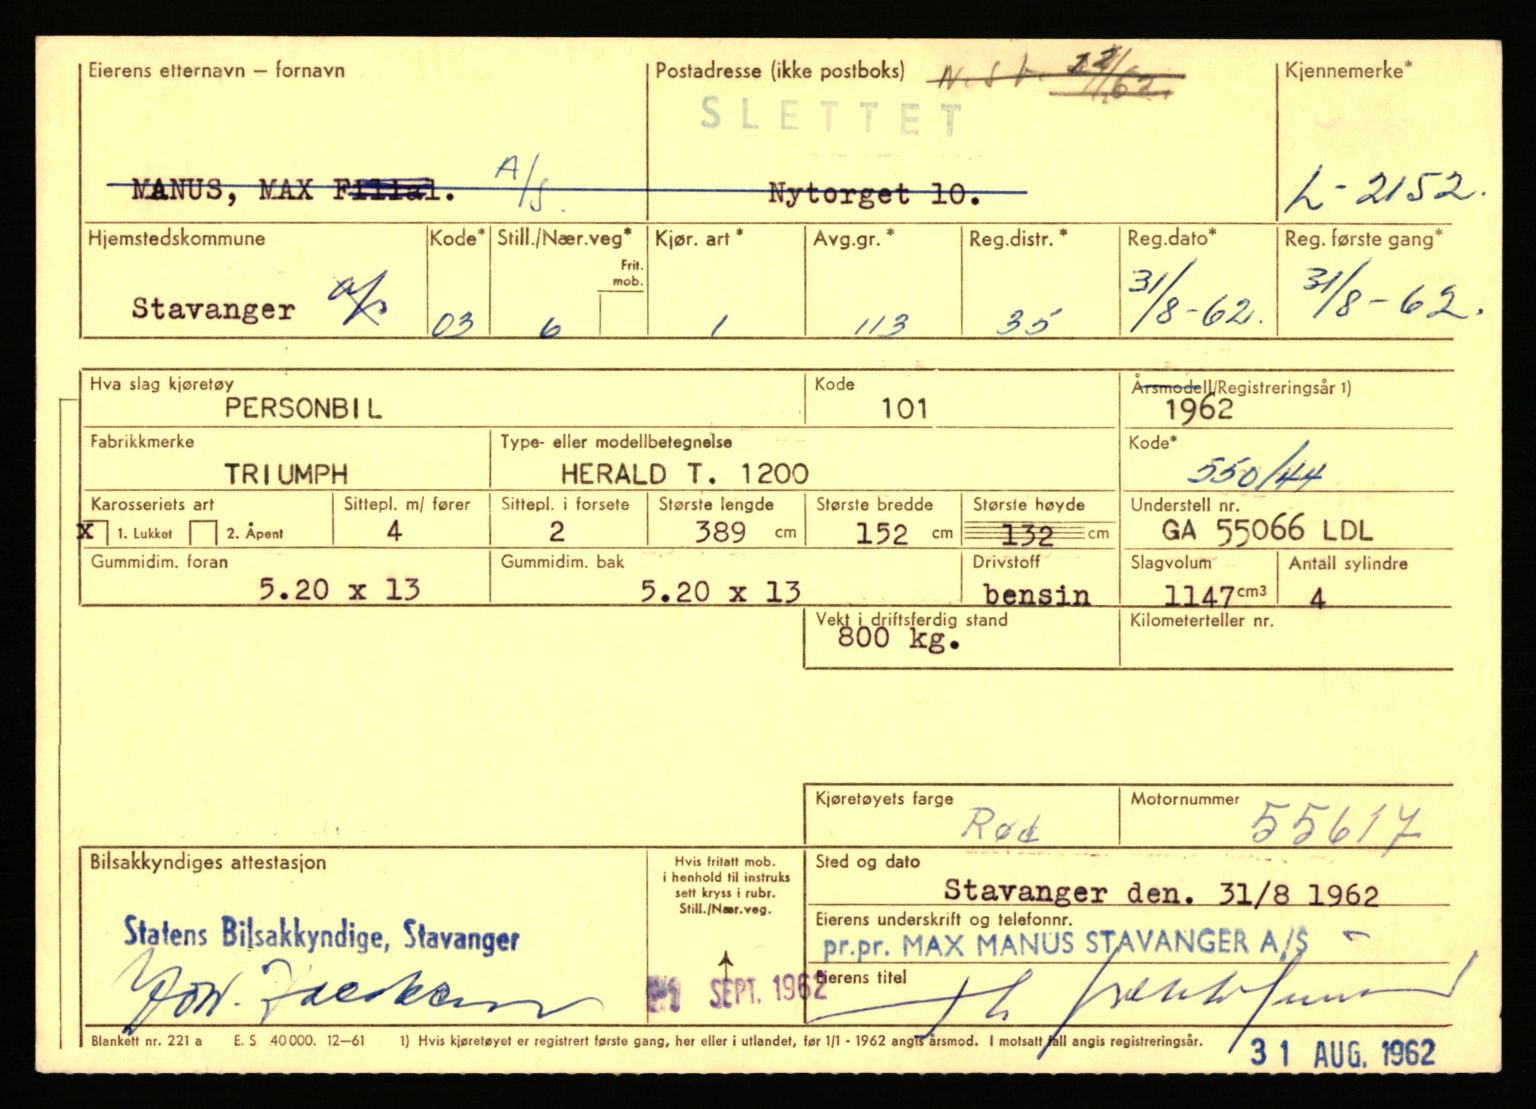 Eierens etternavn – fornavn
Postadresse (ikke postboks)
Kjennemerke*
SLETTET
A/S
MANUS, MAX Filial.
Nytorget 10.
L-2152.
Hjemstedskommune
Kode*
Still./Nær.veg*
Kjør. art*
Avg.gr.*
Reg.distr.*
Reg.dato*
Reg. første gang*
Frit. mob.
Stavanger
03
6
1
113
35
31/8-62.
31/8-62.
Hva slag kjøretøy
Kode
Årsmodell/Registreringsår 1)
PERSONBIL
101
1962
Fabrikkmerke
Type- eller modellbetegnelse
Kode*
TRIUMPH
HERALD T. 1200
550/44
Karosseriets art
Sittepl. m/ fører
Sittepl. i forsete
Største lengde
Største bredde
Største høyde
Understell nr.
x 1. Lukket 2. Åpent
4
2
389 cm
152 cm
132 cm
GA 55066 LDL
Gummidim. foran
Gummidim. bak
Drivstoff
Slagvolum
Antall sylindre
5.20 x 13
5.20 x 13
bensin
1147 cm3
4
Vekt i driftsferdig stand
Kilometerteller nr.
800 kg.
Kjøretøyets farge
Motornummer
Rød
55617
Bilsakkyndiges attestasjon
Hvis fritatt mob.
i henhold til instruks
sett kryss i rubr.
Still./Nær.veg.
Sted og dato
Stavanger den. 31/8 1962
Eierens underskrift og telefonnr.
Statens Bilsakkyndige, Stavanger
pr.pr. MAX MANUS STAVANGER A/S
Eierens titel
SEPT. 1962
Blankett nr. 221 a E. S 40 000. 12–61 1) Hvis kjøretøyet er registrert første gang, her eller i utlandet, før 1/1 - 1962 angis årsmod. I motsatt fall angis registreringsår.
31 AUG. 1962